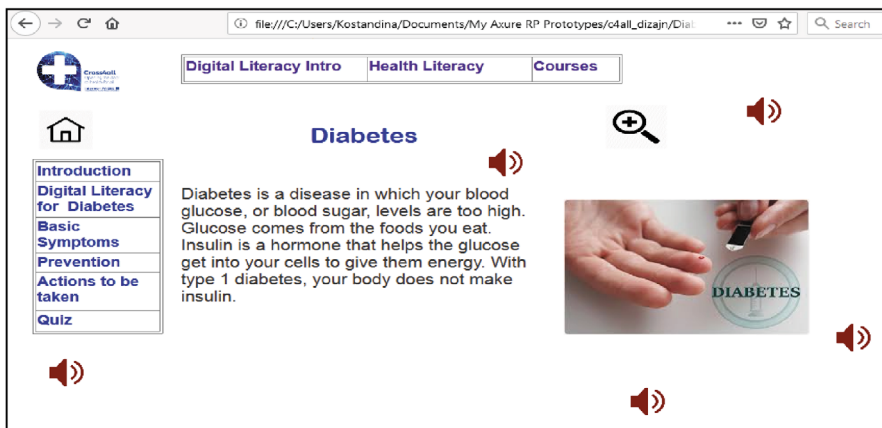 file:///C:/Users/Kostandina/Documents/My Axure RP Prototypes/c4all_dizajn/Dia
Search
Cross4all
Digital Literacy Intro Health Literacy Courses
Diabetes
Introduction
Digital Literacy
for Diabetes
Basic
Symptoms
Prevention
Actions to be
taken
Quiz
Diabetes is a disease in which your blood
glucose, or blood sugar, levels are too high.
Glucose comes from the foods you eat.
Insulin is a hormone that helps the glucose
get into your cells to give them energy. With
type 1 diabetes, your body does not make
insulin.
DIABETES